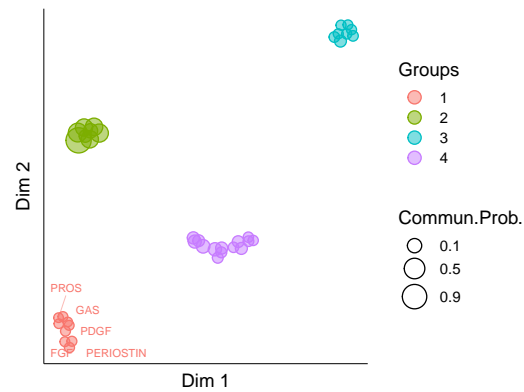 Groups
1
2
3
4
Dim 2
Commun.Prob.
0.1
0.5
0.9
PROS
GAS
PDGF
FGF PERIOSTIN
Dim 1